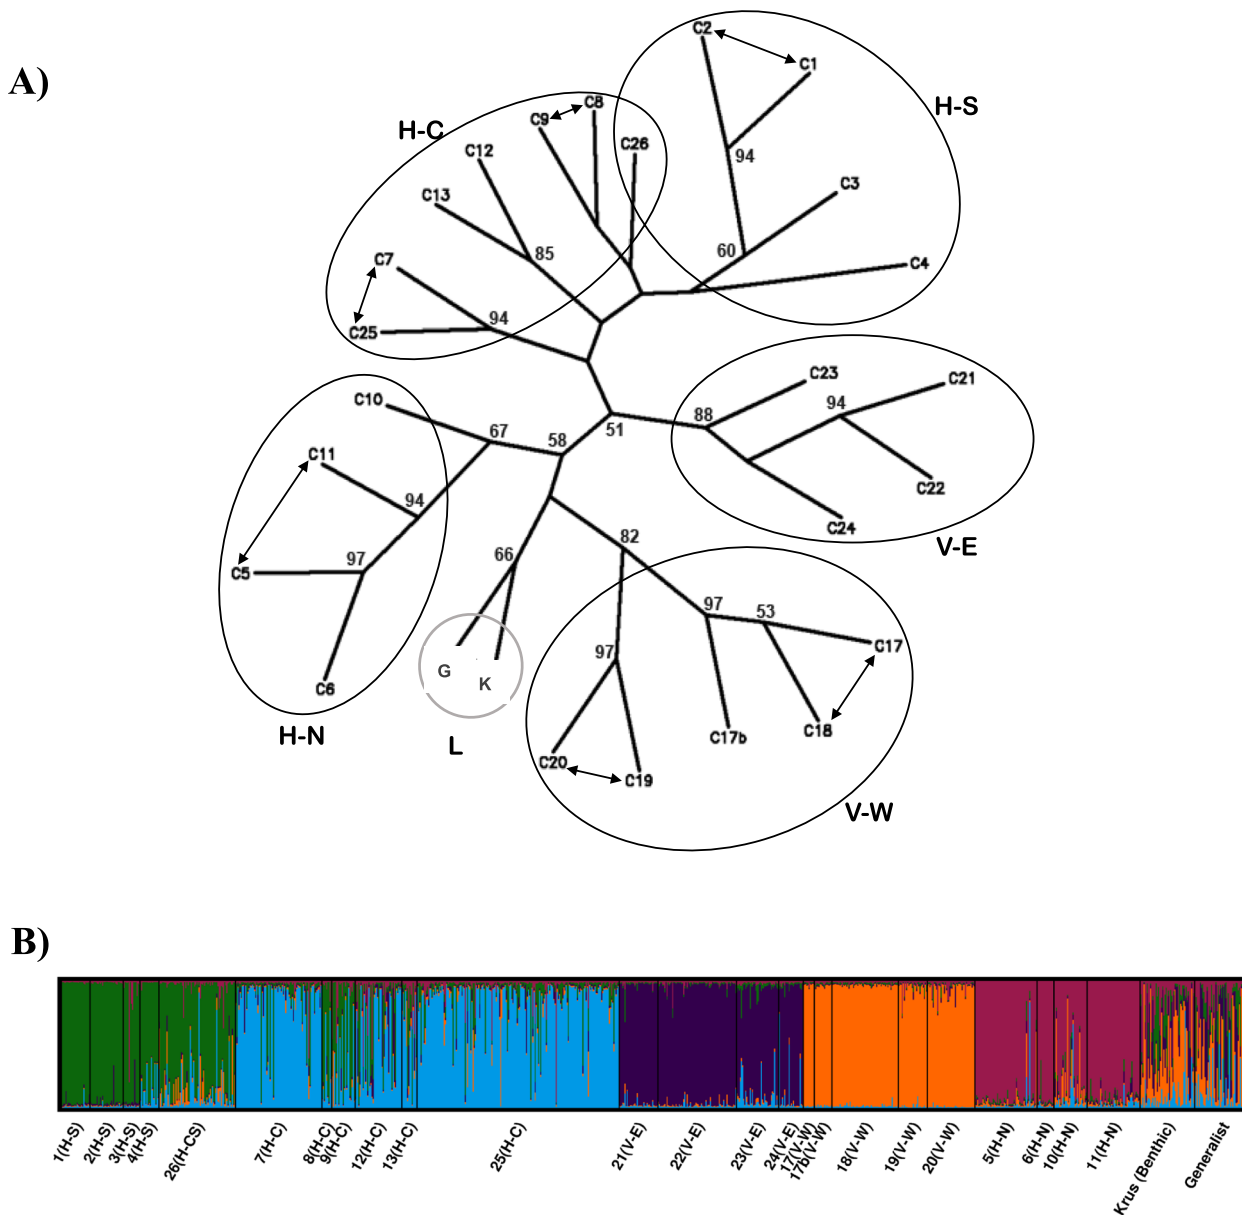 A)
C2
C1
H-S
C8
C9
H-C
C26
C12
94
C3
C13
60
85
C7
C4
94
C25
C23
C21
C10
94
88
67
58
51
C11
C22
94
C24
82
V-E
97
66
C5
97
53
C17
97
G
K
C6
C18
C17b
H-N
L
C20
C19
V-W
B)
1(H-S)
2(H-S)
3(H-S)
4(H-S)
26(H-CS)
7(H-C)
8(H-C)
9(H-C)
12(H-C)
13(H-C)
25(H-C)
21(V-E)
22(V-E)
23(V-E)
24(V-E)
17(V-W)
17b(V-W)
18(V-W)
19(V-W)
20(V-W)
5(H-N)
6(H-N)
10(H-N)
11(H-N)
Krus (Benthic)
Generalist